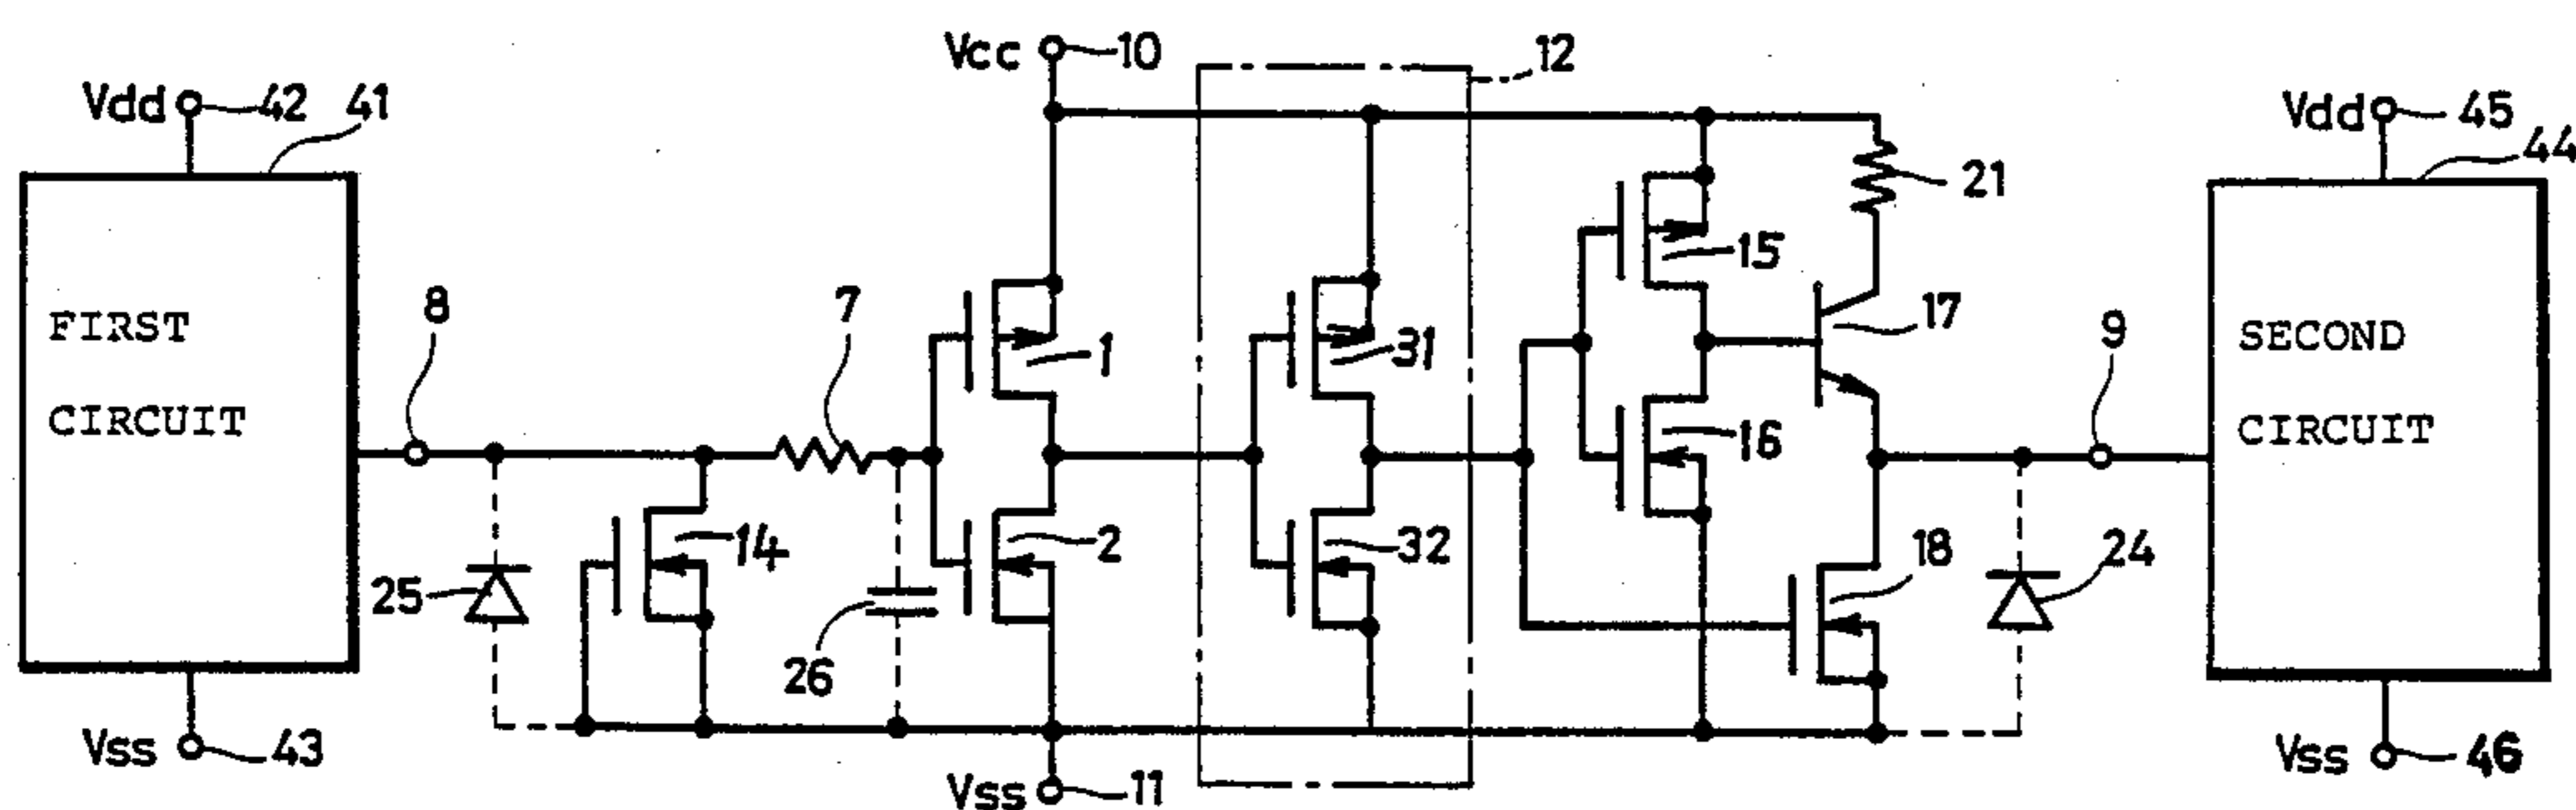 Vcc 10
12
Vdd 42 41
Vdd 45
44
21
15
8
7
17
9
FIRST
CIRCUIT
1
31
SECOND
CIRCUIT
16
14
2
32
18
25
24
26
Vss 43
Vss 11
Vss 46